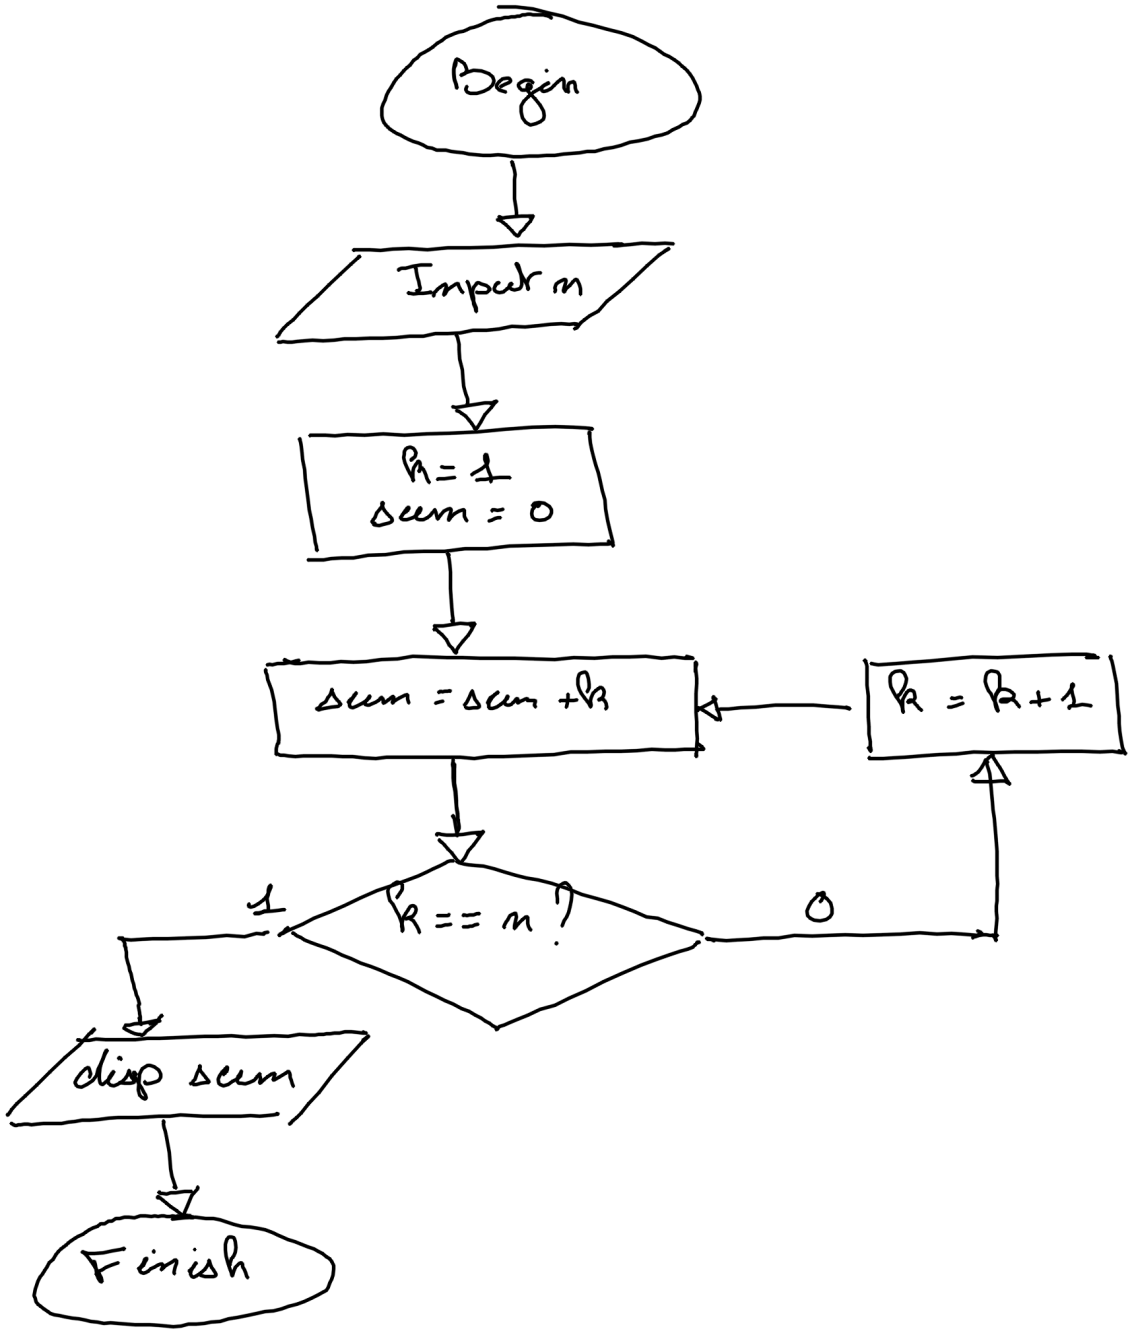 Begin
Input n
k = 1
sum = 0
sum = sum + k
k = k + 1
k == n ?
1
0
disp sum
Finish